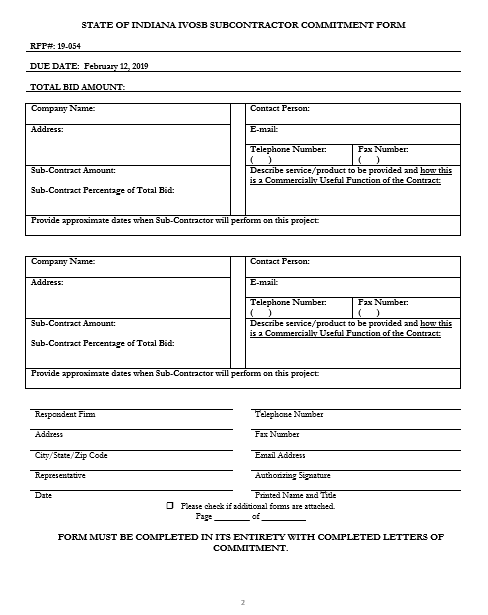 STATE OF INDIANA IVOSB SUBCONTRACTOR COMMITMENT FORM
RFP#: 19-054
DUE DATE: February 12, 2019
TOTAL BID AMOUNT:
Company Name:
Contact Person:
Address:
E-mail:
Telephone Number:
Fax Number:
( )
( )
Sub-Contract Amount:
Describe service/product to be provided and how this
is a Commercially Useful Function of the Contract:
Sub-Contract Percentage of Total Bid:
Provide approximate dates when Sub-Contractor will perform on this project:
Company Name:
Contact Person:
Address:
E-mail:
Telephone Number:
Fax Number:
( )
( )
Sub-Contract Amount:
Describe service/product to be provided and how this
is a Commercially Useful Function of the Contract:
Sub-Contract Percentage of Total Bid:
Provide approximate dates when Sub-Contractor will perform on this project:
Respondent Firm
Telephone Number
Address
Fax Number
City/State/Zip Code
Email Address
Representative
Authorizing Signature
Date
Printed Name and Title
Please check if additional forms are attached.
Page ________ of __________
FORM MUST BE COMPLETED IN ITS ENTIRETY WITH COMPLETED LETTERS OF
COMMITMENT.
2